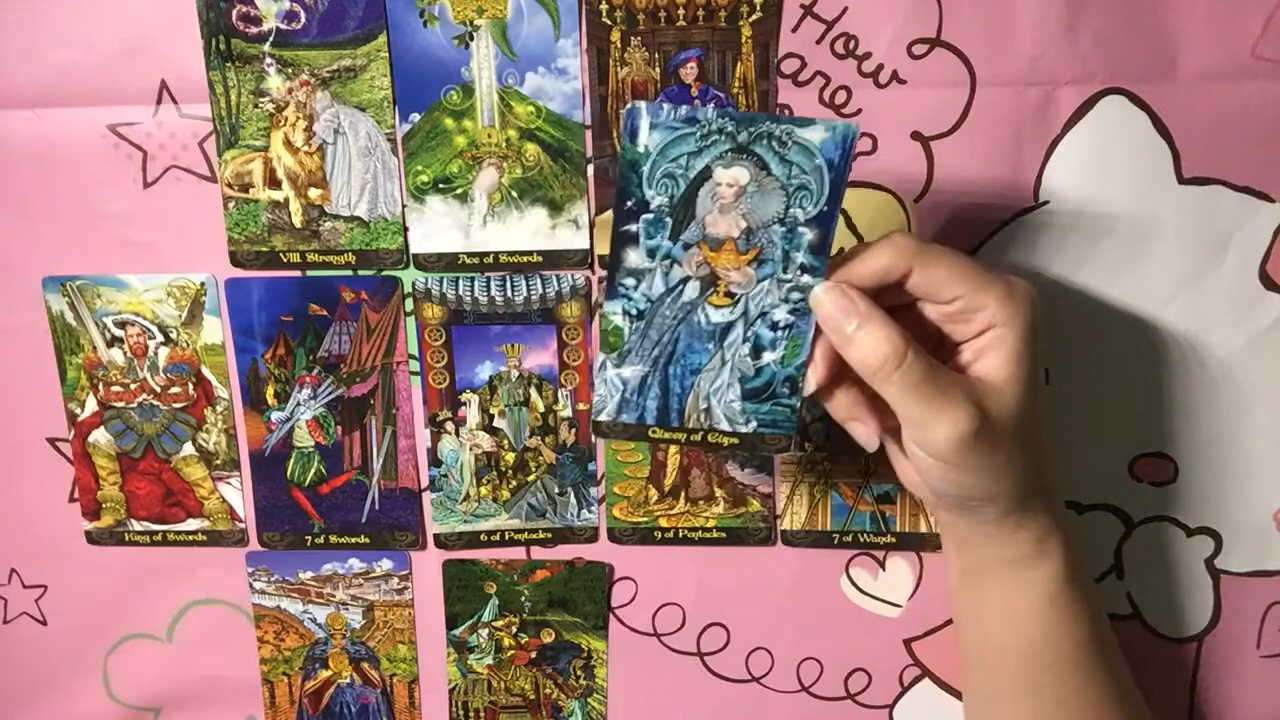 How
are
?
VIII. Strength
Ace of Swords
Queen of Cups
King of Swords
7 of Swords
6 of Pentacles
9 of Pentacles
7 of Wands